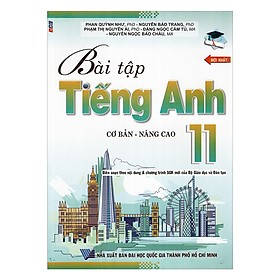 PHAN QUỲNH NHƯ, PhD - NGUYỄN BẢO TRANG, PhD
PHẠM THỊ NGUYÊN ÁI, PhD - ĐẶNG NGỌC CẨM TÚ, MA
- NGUYỄN NGỌC BẢO CHÂU, MA
MỚI NHẤT
Bài tập
Tiếng Anh
CƠ BẢN - NÂNG CAO
11
Biên soạn theo nội dung & chương trình SGK mới của Bộ Giáo dục và Đào tạo
NHÀ XUẤT BẢN ĐẠI HỌC QUỐC GIA THÀNH PHỐ HỒ CHÍ MINH